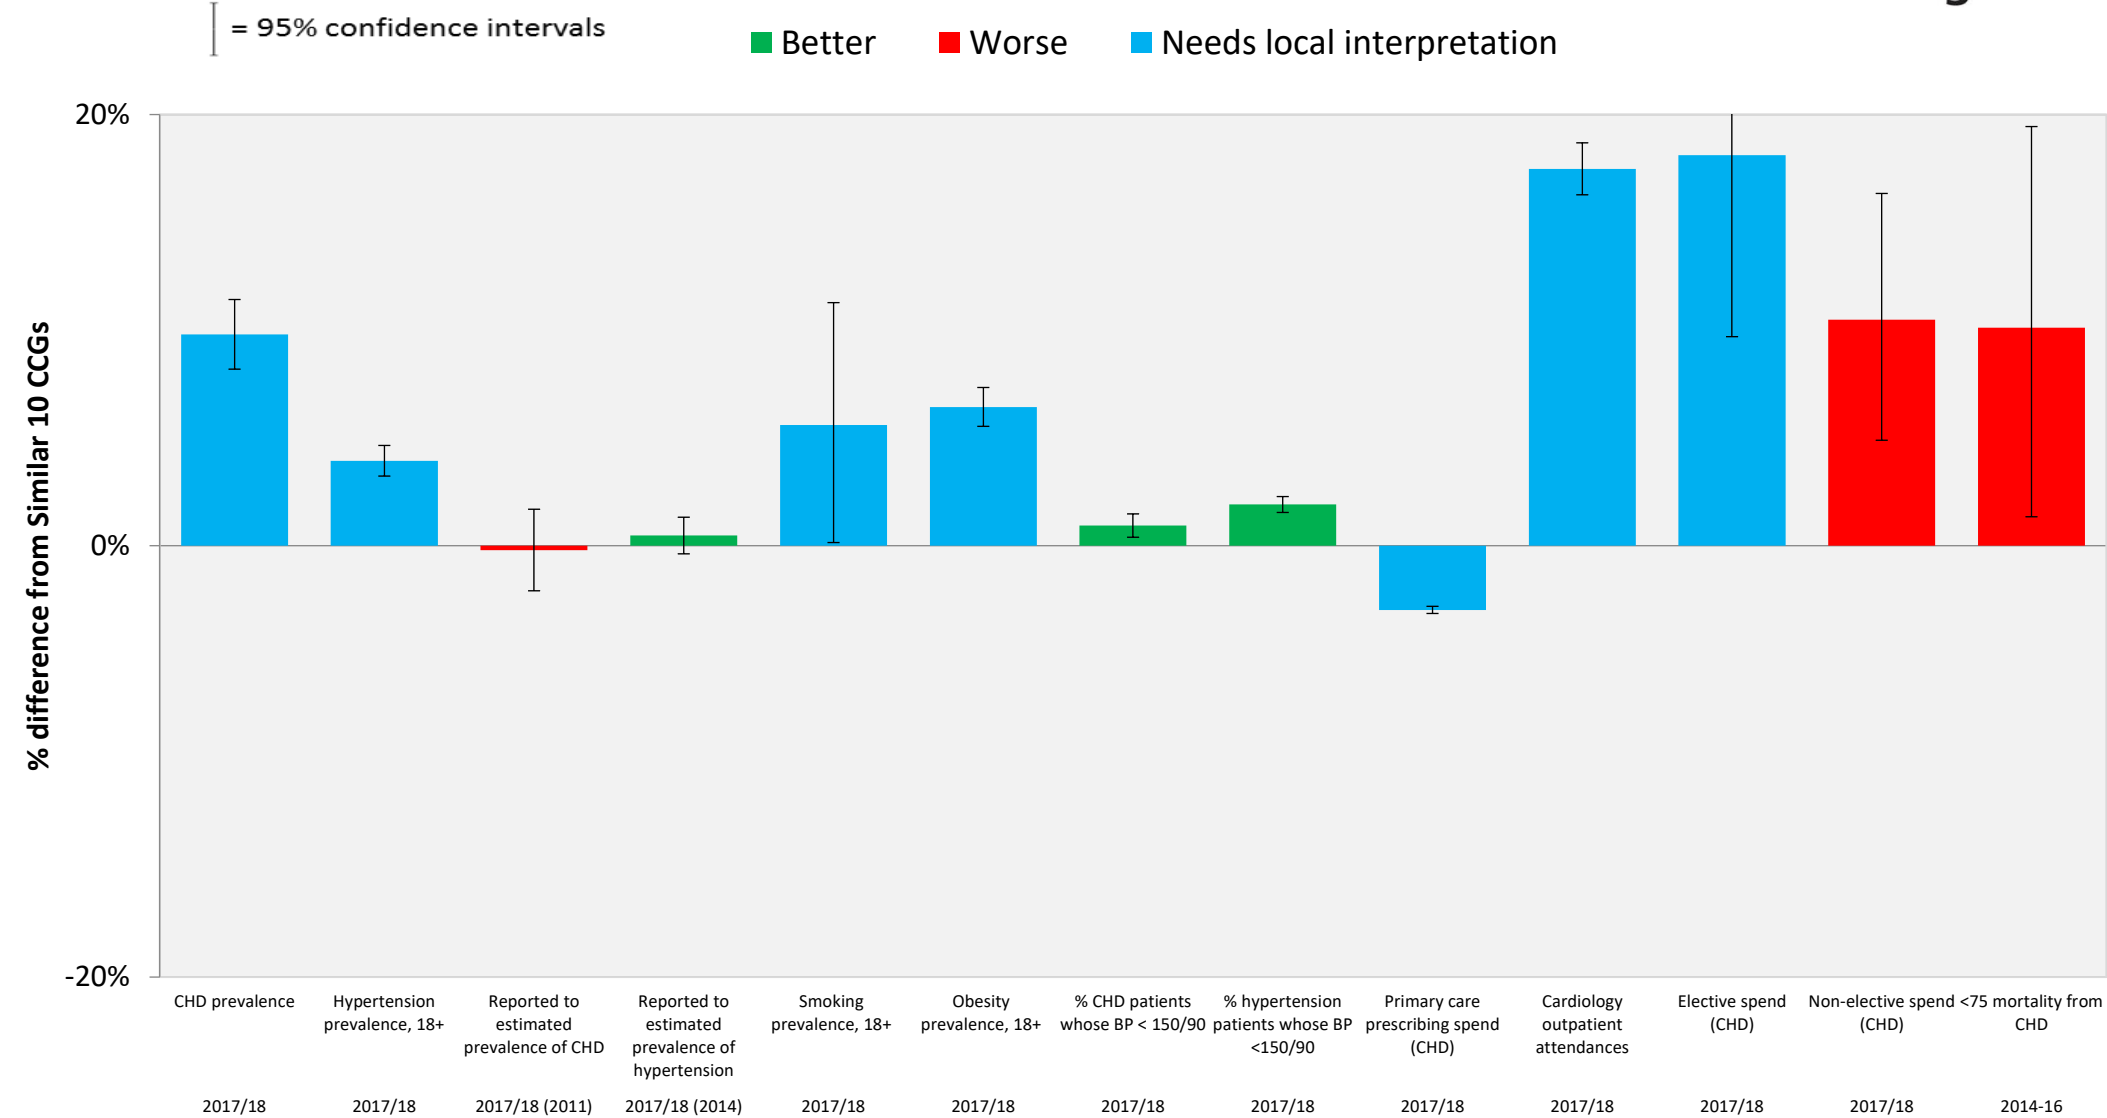 = 95% confidence intervals
Better Worse Needs local interpretation
20%
0%
-20%
% difference from Similar 10 CCGs
CHD prevalence
2017/18
Hypertension
prevalence, 18+
2017/18
Reported to
estimated
prevalence of CHD
2017/18 (2011)
Reported to
estimated
prevalence of
hypertension
2017/18 (2014)
Smoking
prevalence, 18+
2017/18
Obesity
prevalence, 18+
2017/18
% CHD patients
whose BP < 150/90
2017/18
% hypertension
patients whose BP
<150/90
2017/18
Primary care
prescribing spend
(CHD)
2017/18
Cardiology
outpatient
attendances
2017/18
Elective spend
(CHD)
2017/18
Non-elective spend
(CHD)
2017/18
<75 mortality from
CHD
2014-16